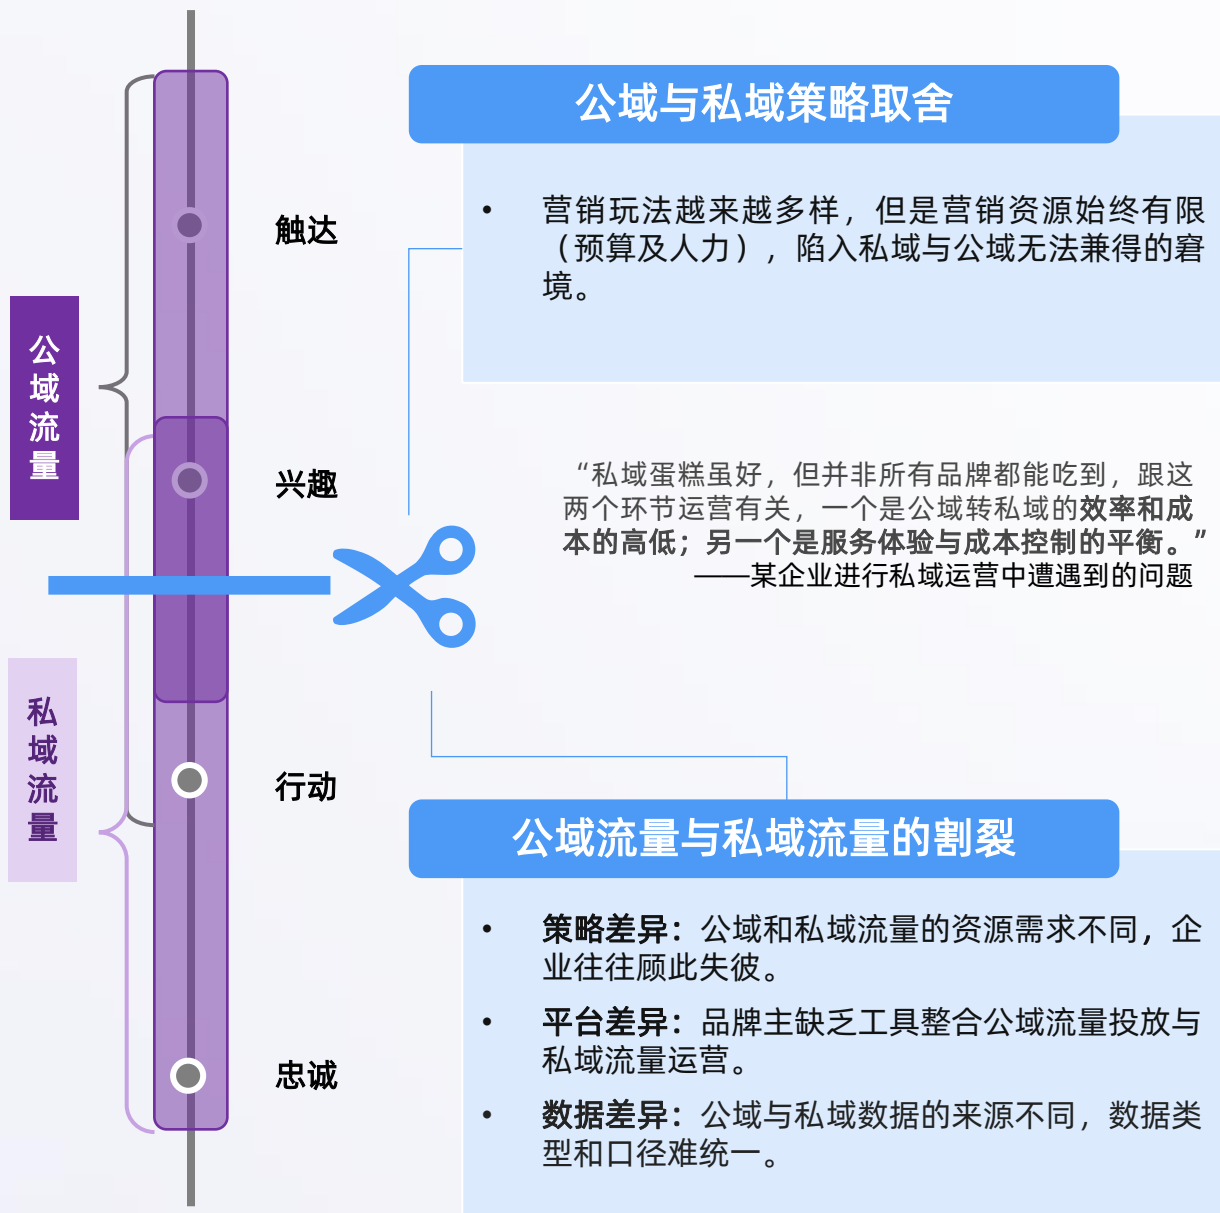 公域流量
私域流量
触达
兴趣
行动
忠诚
公域与私域策略取舍
• 营销玩法越来越多样，但是营销资源始终有限
（预算及人力），陷入私域与公域无法兼得的窘
境。
“私域蛋糕虽好，但并非所有品牌都能吃到，跟这
两个环节运营有关，一个是公域转私域的效率和成
本的高低；另一个是服务体验与成本控制的平衡。”
——某企业进行私域运营中遭遇到的问题
公域流量与私域流量的割裂
• 策略差异：公域和私域流量的资源需求不同，企
业往往顾此失彼。
• 平台差异：品牌主缺乏工具整合公域流量投放与
私域流量运营。
• 数据差异：公域与私域数据的来源不同，数据类
型和口径难统一。